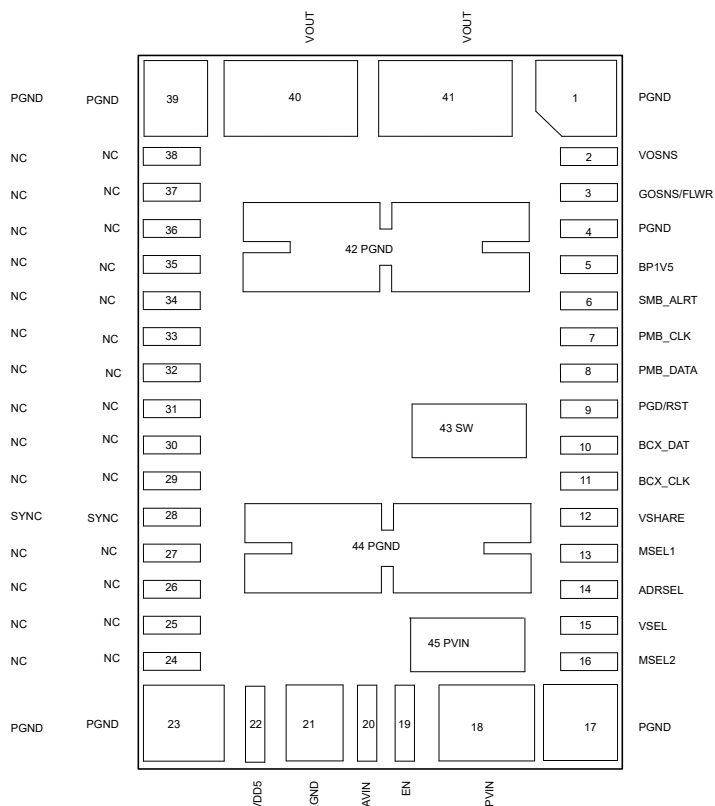 VOUT VOUT
PGND PGND 39 40 41 1 PGND
NC NC 38 2 VOSNS
NC NC 37 3 GOSNS/FLWR
NC NC 36 4 PGND
42 PGND
NC NC 35 5 BP1V5
NC NC 34 6 SMB_ALRT
NC NC 33 7 PMB_CLK
NC NC 32 8 PMB_DATA
NC NC 31 9 PGD/RST
43 SW
NC NC 30 10 BCX_DAT
NC NC 29 11 BCX_CLK
SYNC SYNC 28 12 VSHARE
NC NC 27 44 PGND 13 MSEL1
NC NC 26 14 ADRSEL
NC NC 25 15 VSEL
45 PVIN
NC NC 24 16 MSEL2
PGND PGND 23 22 21 20 19 18 17 PGND
/DD5 GND AVIN EN PVIN